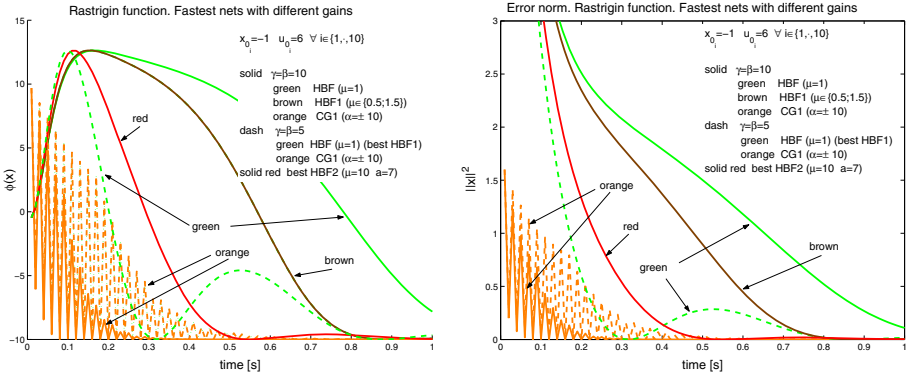 Rastrigin function. Fastest nets with different gains
x0i=−1 u0i=6 ∀ i∈{1,·,10}
solid γ=β=10
green HBF (μ=1)
brown HBF1 (μ∈{0.5;1.5})
orange CG1 (α=± 10)
dash γ=β=5
green HBF (μ=1) (best HBF1)
orange CG1 (α=± 10)
solid red best HBF2 (μ=10 a=7)
red
green
orange
brown
ϕ(x)
15
10
5
0
−5
−10
0 0.1 0.2 0.3 0.4 0.5 0.6 0.7 0.8 0.9 1
time [s]
Error norm. Rastrigin function. Fastest nets with different gains
x0i=−1 u0i=6 ∀ i∈{1,·,10}
solid γ=β=10
green HBF (μ=1)
brown HBF1 (μ∈{0.5;1.5})
orange CG1 (α=± 10)
dash γ=β=5
green HBF (μ=1) (best HBF1)
orange CG1 (α=± 10)
solid red best HBF2 (μ=10 a=7)
orange
red
brown
green
||x||²
3
2.5
2
1.5
1
0.5
0
0 0.1 0.2 0.3 0.4 0.5 0.6 0.7 0.8 0.9 1
time [s]